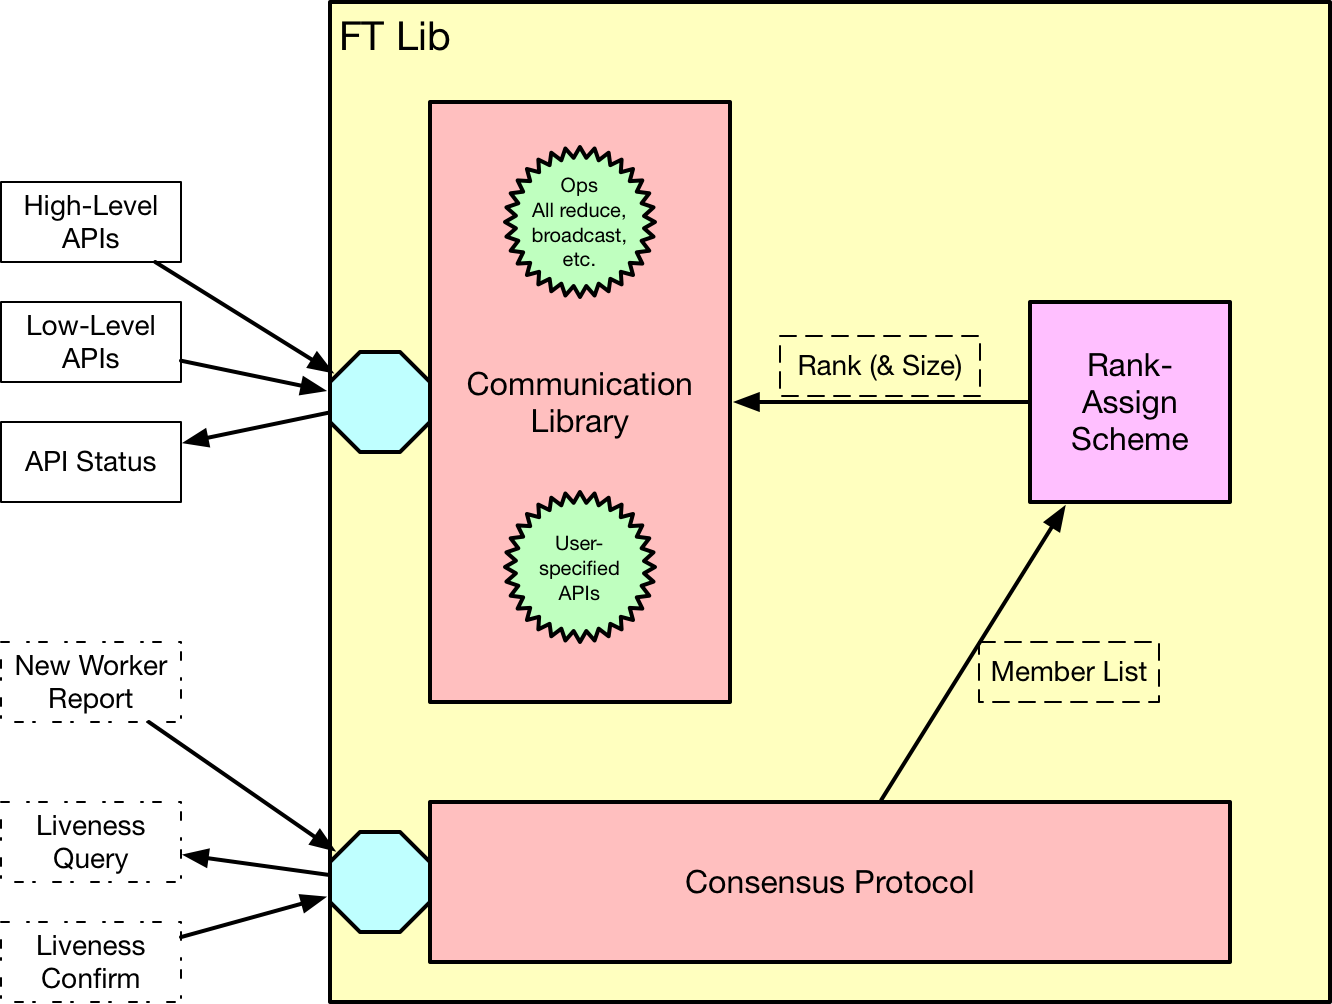 FT Lib
High-Level
APIs
Low-Level
APIs
API Status
Ops
All reduce,
broadcast,
etc.
Communication
Library
User-
specified
APIs
Rank (& Size)
Rank-
Assign
Scheme
Member List
New Worker
Report
Liveness
Query
Liveness
Confirm
Consensus Protocol